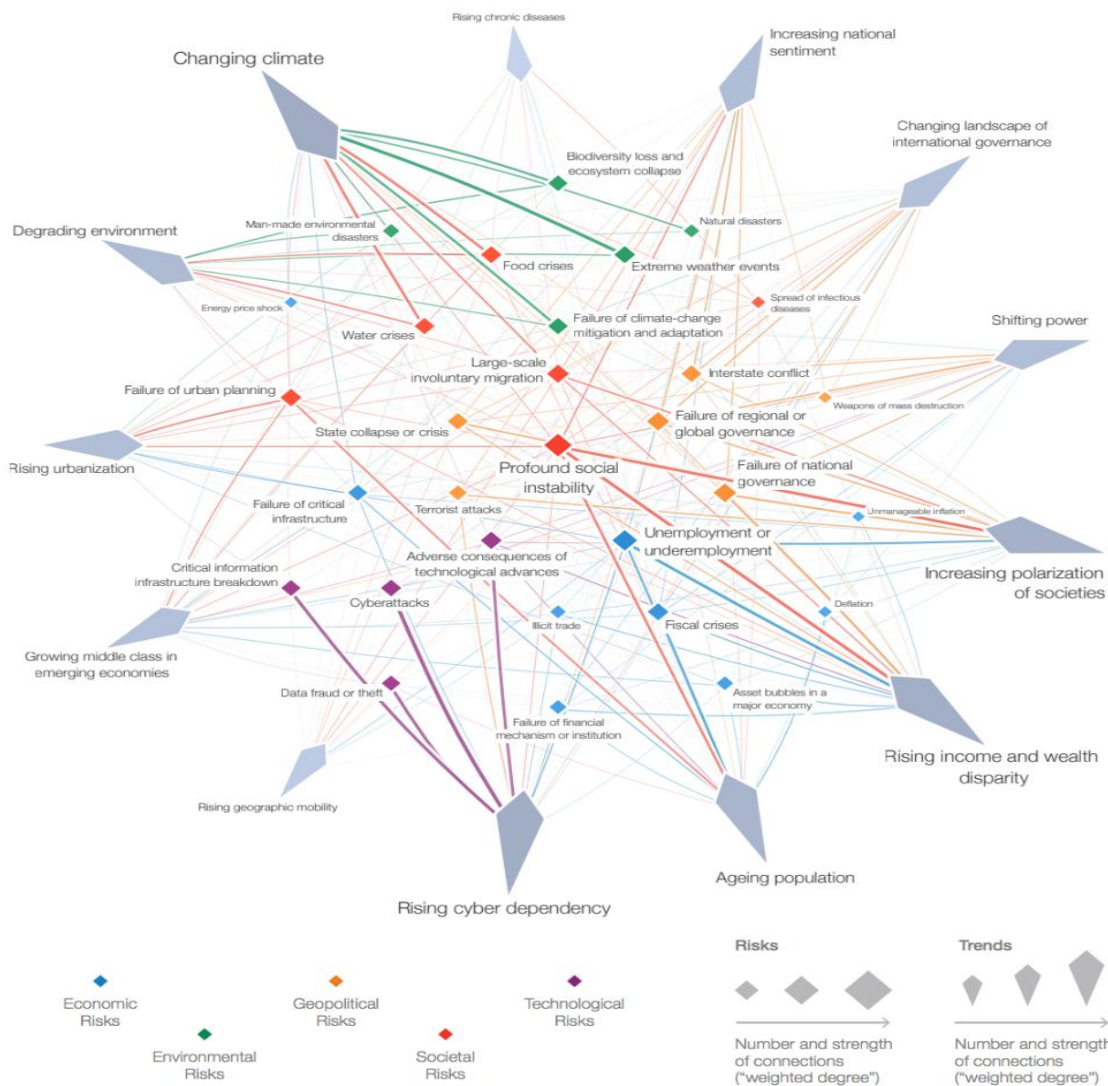 Rising chronic diseases
Increasing national
sentiment
Changing climate
Changing landscape of
international governance
Biodiversity loss and
ecosystem collapse
Degrading environment
Man-made environmental
disasters
Natural disasters
Food crises
Extreme weather events
Energy price shock
Spread of infectious
diseases
Water crises
Failure of climate-change
mitigation and adaptation
Shifting power
Large-scale
involuntary migration
Interstate conflict
Failure of urban planning
Weapons of mass destruction
State collapse or crisis
Failure of regional or
global governance
Rising urbanization
Profound social
instability
Failure of national
governance
Failure of critical
infrastructure
Terrorist attacks
Unmanageable inflation
Unemployment or
underemployment
Adverse consequences of
technological advances
Critical information
infrastructure breakdown
Cyberattacks
Increasing polarization
of societies
Illicit trade
Fiscal crises
Deflation
Growing middle class in
emerging economies
Data fraud or theft
Asset bubbles in a
major economy
Failure of financial
mechanism or institution
Rising income and wealth
disparity
Rising geographic mobility
Ageing population
Rising cyber dependency
Risks
Trends
Economic
Risks
Geopolitical
Risks
Technological
Risks
Environmental
Risks
Societal
Risks
Number and strength
of connections
("weighted degree")
Number and strength
of connections
("weighted degree")